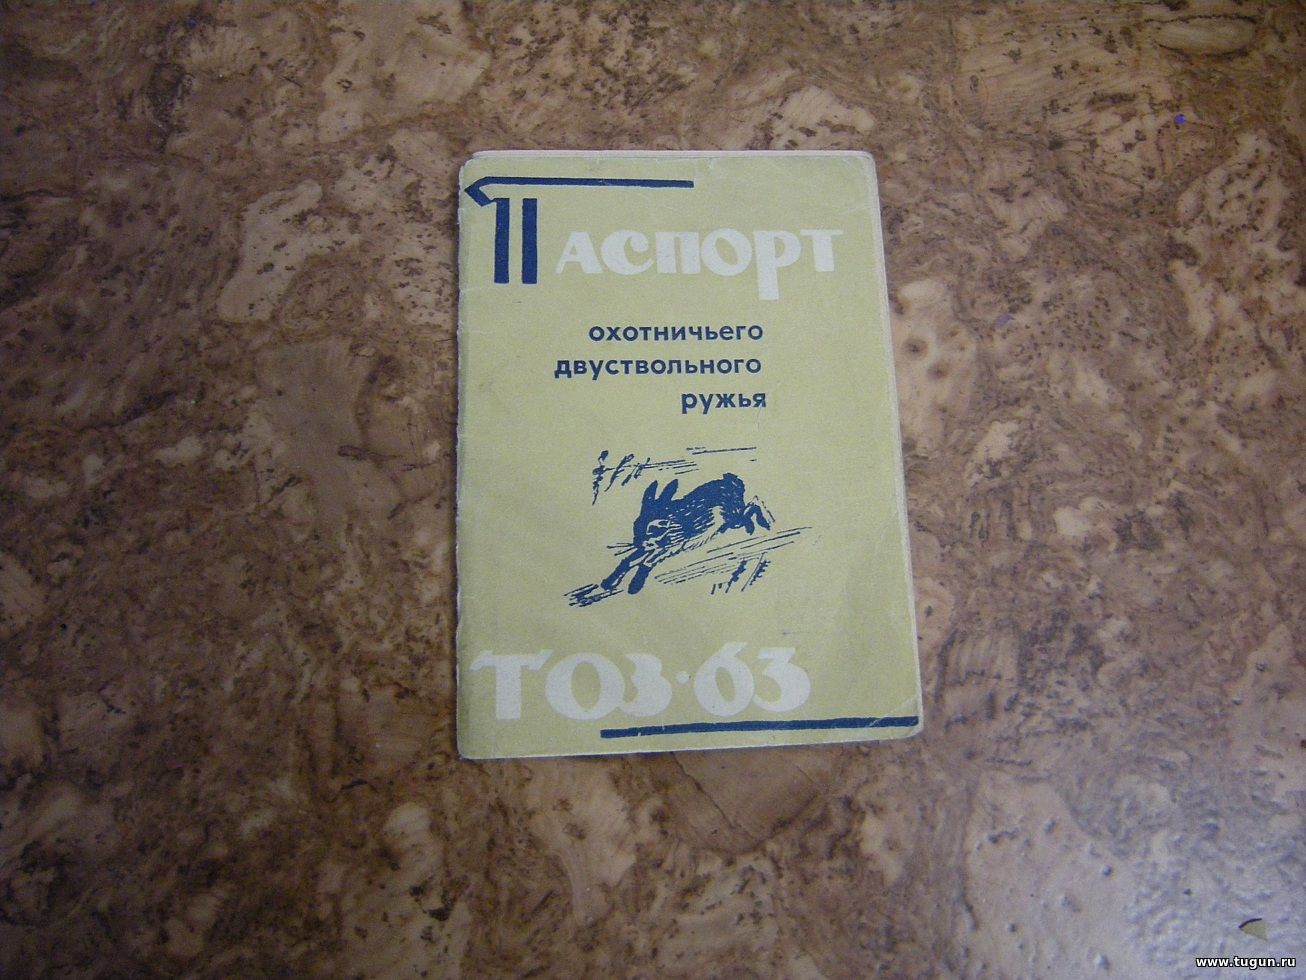 Паспорт
охотничьего
двуствольного
ружья
ТОЗ·63
www.tugun.ru